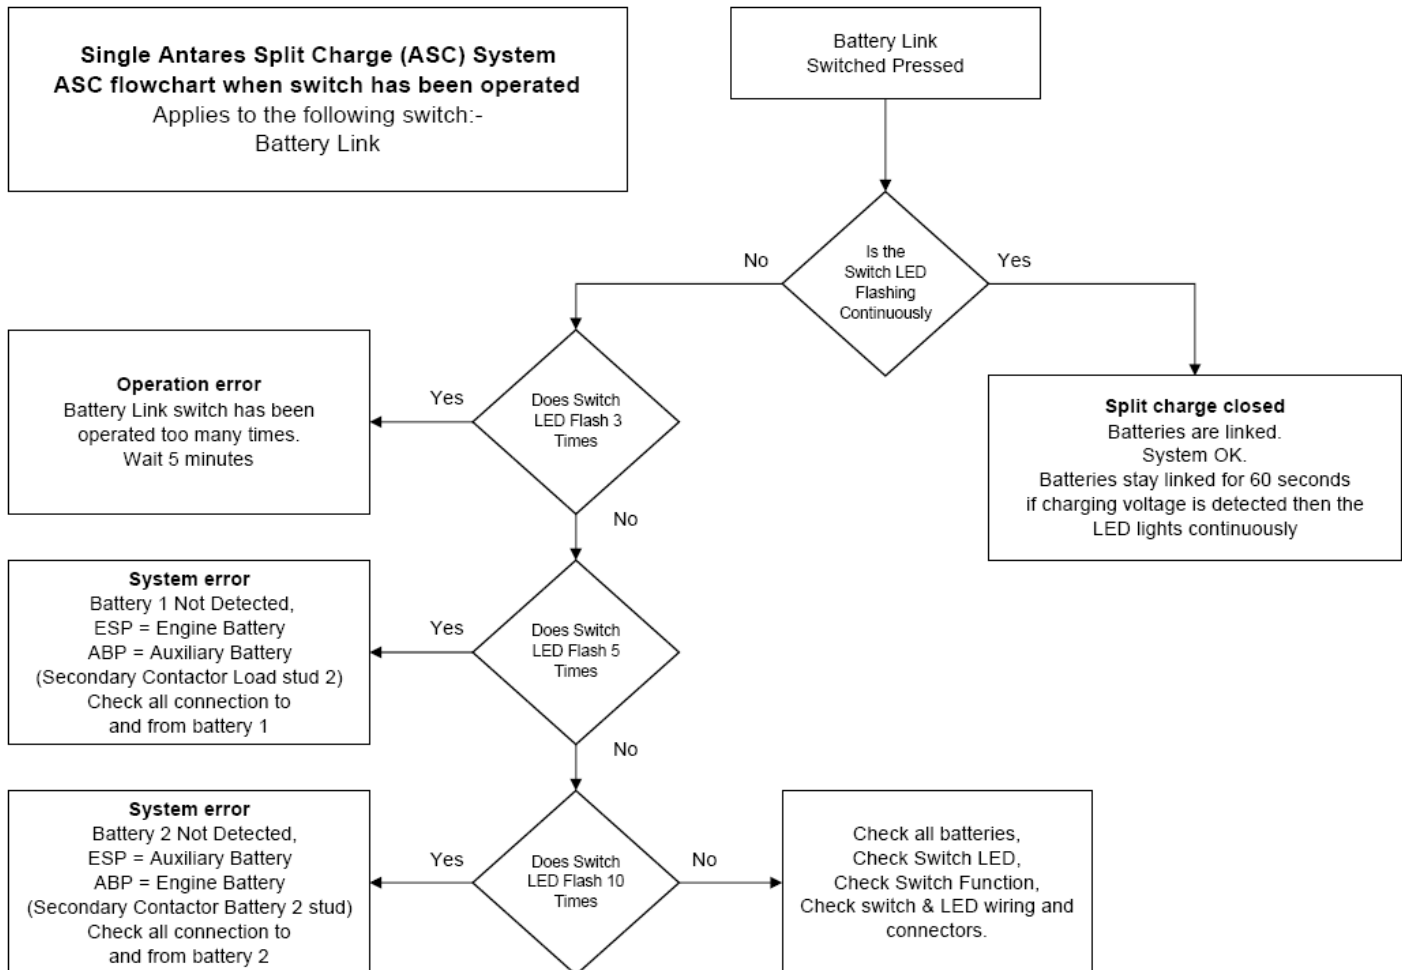 Single Antares Split Charge (ASC) System
ASC flowchart when switch has been operated
Applies to the following switch:-
Battery Link
Battery Link
Switched Pressed
Is the
Switch LED
Flashing
Continuously
No
Yes
Operation error
Battery Link switch has been
operated too many times.
Wait 5 minutes
Yes
Does Switch
LED Flash 3
Times
Split charge closed
Batteries are linked.
System OK.
Batteries stay linked for 60 seconds
if charging voltage is detected then the
LED lights continuously
No
System error
Battery 1 Not Detected,
ESP = Engine Battery
ABP = Auxiliary Battery
(Secondary Contactor Load stud 2)
Check all connection to
and from battery 1
Yes
Does Switch
LED Flash 5
Times
No
System error
Battery 2 Not Detected,
ESP = Auxiliary Battery
ABP = Engine Battery
(Secondary Contactor Battery 2 stud)
Check all connection to
and from battery 2
Yes
Does Switch
LED Flash 10
Times
No
Check all batteries,
Check Switch LED,
Check Switch Function,
Check switch & LED wiring and
connectors.